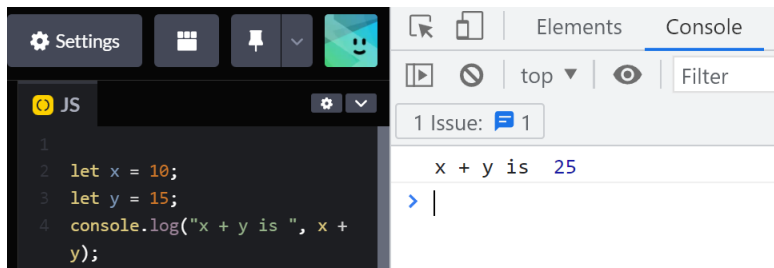 Settings
JS
1
2 let x = 10;
3 let y = 15;
4 console.log("x + y is ", x +
y);
Elements Console
top Filter
1 Issue: 1
x + y is  25